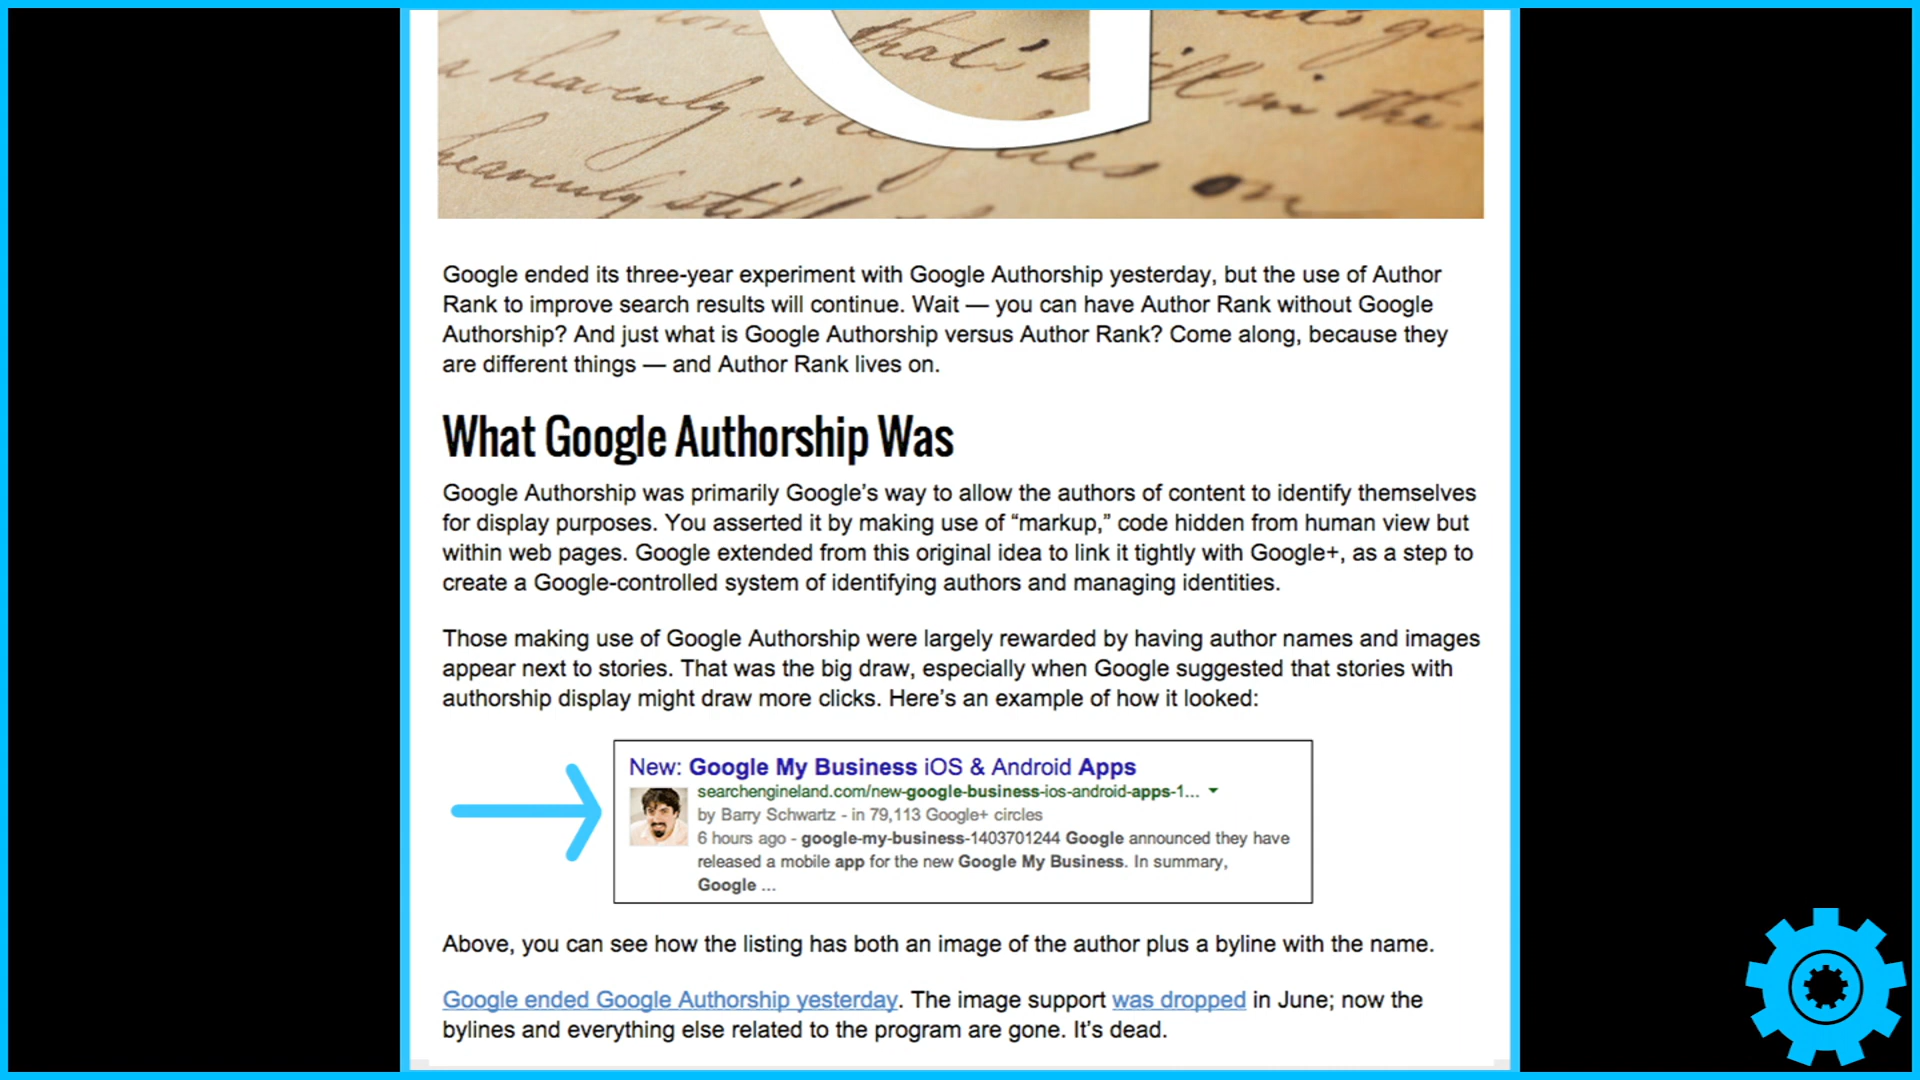 that's still in the
a heavenly
lies on
heavenly still
Google ended its three-year experiment with Google Authorship yesterday, but the use of Author
Rank to improve search results will continue. Wait — you can have Author Rank without Google
Authorship? And just what is Google Authorship versus Author Rank? Come along, because they
are different things — and Author Rank lives on.
What Google Authorship Was
Google Authorship was primarily Google’s way to allow the authors of content to identify themselves
for display purposes. You asserted it by making use of “markup,” code hidden from human view but
within web pages. Google extended from this original idea to link it tightly with Google+, as a step to
create a Google-controlled system of identifying authors and managing identities.
Those making use of Google Authorship were largely rewarded by having author names and images
appear next to stories. That was the big draw, especially when Google suggested that stories with
authorship display might draw more clicks. Here’s an example of how it looked:
New: Google My Business iOS & Android Apps
searchengineland.com/new-google-business-ios-android-apps-1...
by Barry Schwartz - in 79,113 Google+ circles
6 hours ago - google-my-business-1403701244 Google announced they have
released a mobile app for the new Google My Business. In summary,
Google ...
Above, you can see how the listing has both an image of the author plus a byline with the name.
Google ended Google Authorship yesterday. The image support was dropped in June; now the
bylines and everything else related to the program are gone. It’s dead.